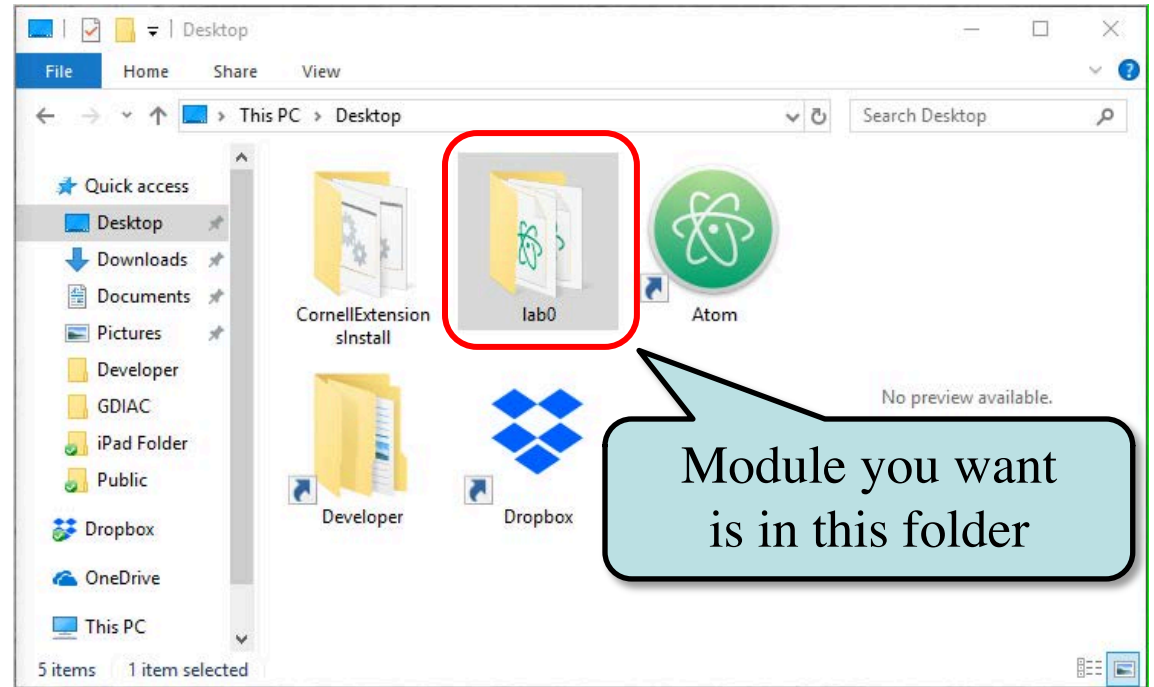 Desktop
File Home Share View
This PC > Desktop
Search Desktop
Quick access
Desktop
Downloads
Documents
Pictures
Developer
GDIAC
iPad Folder
Public
Dropbox
OneDrive
This PC
CornellExtension
sInstall
lab0
Atom
Developer
Dropbox
No preview available.
Module you want
is in this folder
5 items 1 item selected